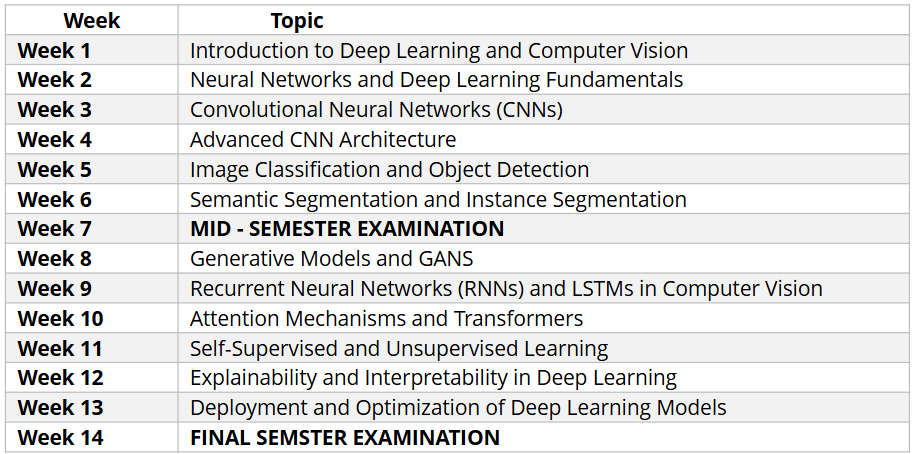 Week Topic
Week 1 Introduction to Deep Learning and Computer Vision
Week 2 Neural Networks and Deep Learning Fundamentals
Week 3 Convolutional Neural Networks (CNNs)
Week 4 Advanced CNN Architecture
Week 5 Image Classification and Object Detection
Week 6 Semantic Segmentation and Instance Segmentation
Week 7 MID - SEMESTER EXAMINATION
Week 8 Generative Models and GANS
Week 9 Recurrent Neural Networks (RNNs) and LSTMs in Computer Vision
Week 10 Attention Mechanisms and Transformers
Week 11 Self-Supervised and Unsupervised Learning
Week 12 Explainability and Interpretability in Deep Learning
Week 13 Deployment and Optimization of Deep Learning Models
Week 14 FINAL SEMSTER EXAMINATION